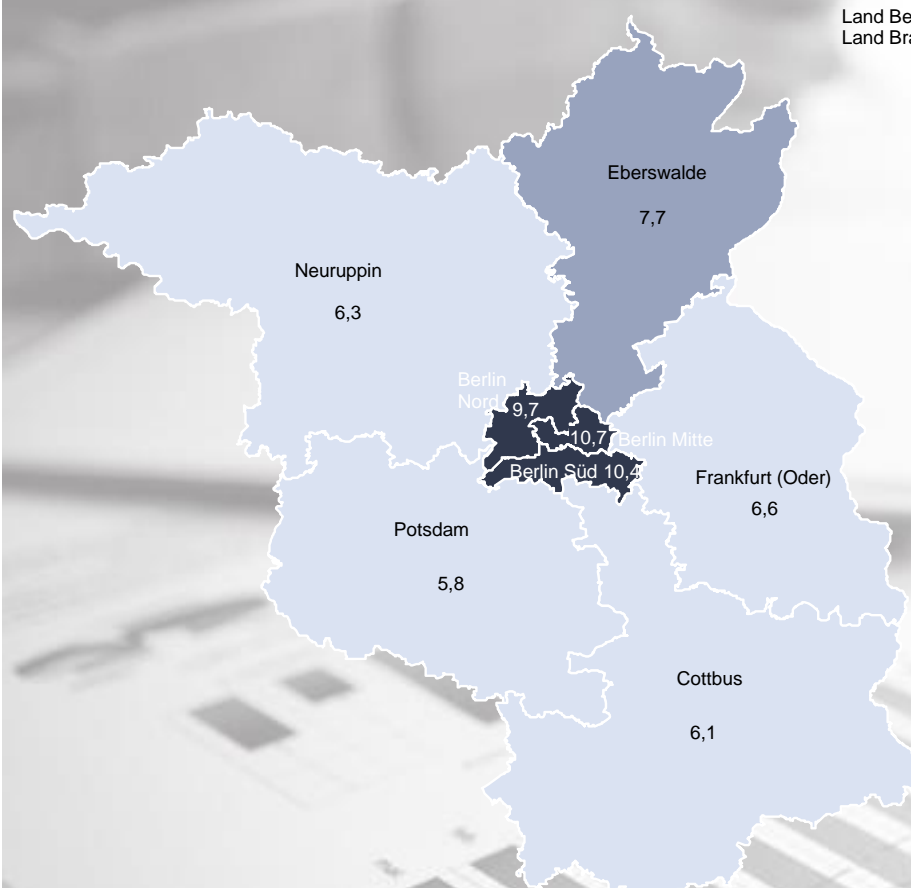 Land Be
Land Bra
Eberswalde
7,7
Neuruppin
6,3
Berlin
Nord
9,7
10,7
Berlin Mitte
Berlin Süd 10,4
Frankfurt (Oder)
6,6
Potsdam
5,8
Cottbus
6,1